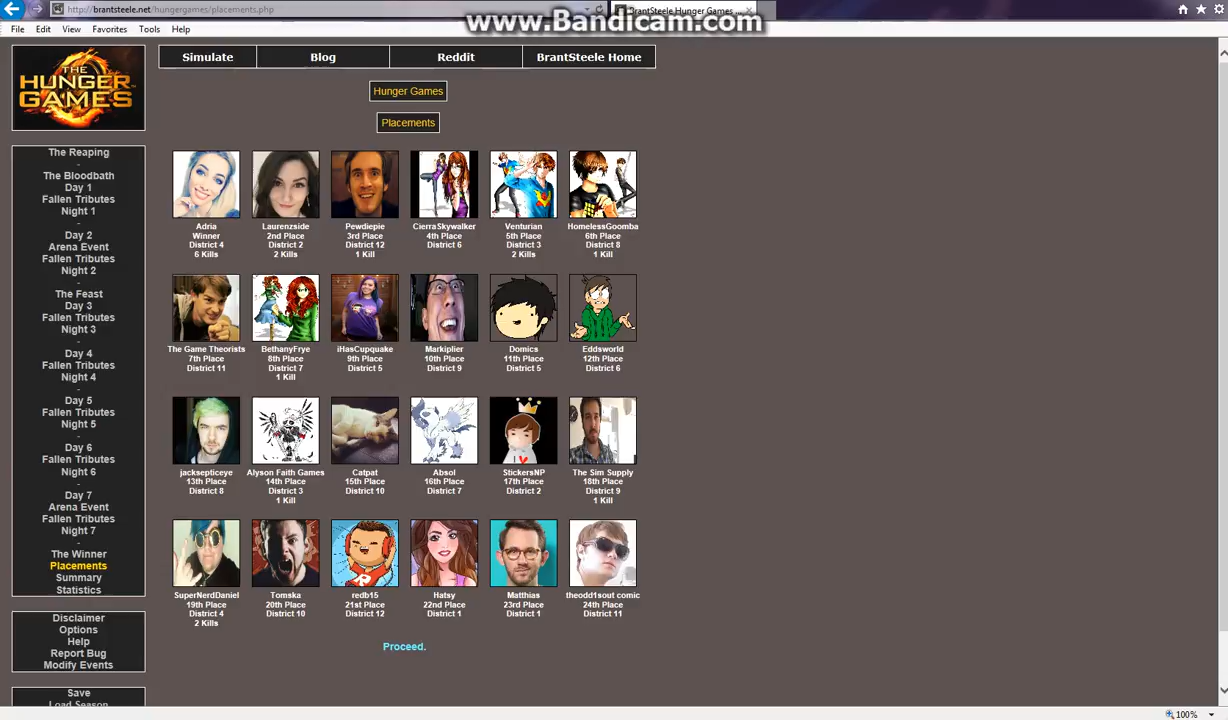 http://brantsteele.net/hungergames/placements.php
BrantSteele Hunger Games ...
www.Bandicam.com
File Edit View Favorites Tools Help
THE HUNGER GAMES
Simulate Blog Reddit BrantSteele Home
Hunger Games
Placements
The Reaping
-
The Bloodbath
Day 1
Fallen Tributes
Night 1
-
Day 2
Arena Event
Fallen Tributes
Night 2
-
The Feast
Day 3
Fallen Tributes
Night 3
-
Day 4
Fallen Tributes
Night 4
-
Day 5
Fallen Tributes
Night 5
-
Day 6
Fallen Tributes
Night 6
-
Day 7
Arena Event
Fallen Tributes
Night 7
-
The Winner
Placements
Summary
Statistics
Disclaimer
Options
Help
Report Bug
Modify Events
Save
Load Season
Adria Laurenzside Pewdiepie CierraSkywalker Venturian HomelessGoomba
Winner 2nd Place 3rd Place 4th Place 5th Place 6th Place
District 4 District 2 District 12 District 6 District 3 District 8
6 Kills 2 Kills 1 Kill 2 Kills 1 Kill
The Game Theorists BethanyFrye iHasCupquake Markiplier Domics Eddsworld
7th Place 8th Place 9th Place 10th Place 11th Place 12th Place
District 11 District 7 District 5 District 9 District 5 District 6
1 Kill
jacksepticeye Alyson Faith Games Catpat Absol StickersNP The Sim Supply
13th Place 14th Place 15th Place 16th Place 17th Place 18th Place
District 8 District 3 District 10 District 7 District 2 District 9
1 Kill 1 Kill
SuperNerdDaniel Tomska redb15 Hatsy Matthias theodd1sout comic
19th Place 20th Place 21st Place 22nd Place 23rd Place 24th Place
District 4 District 10 District 12 District 1 District 1 District 11
2 Kills
Proceed.
100%